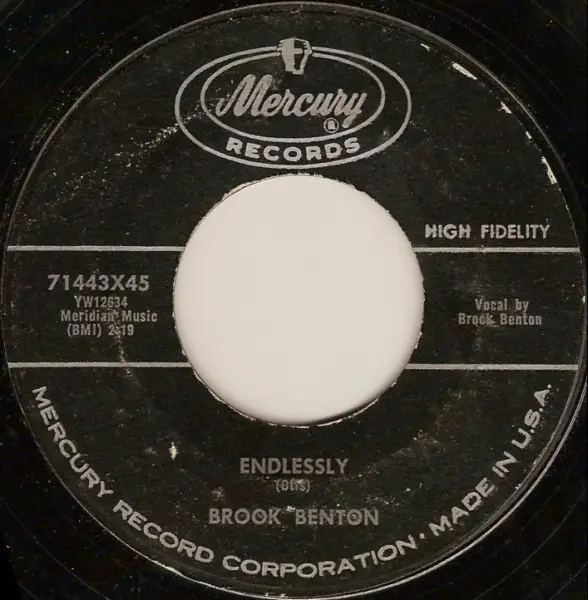 Mercury
®
RECORDS
HIGH FIDELITY
71443X45
YW12634
Meridian Music
(BMI) 2:19
Vocal by
Brook Benton
ENDLESSLY
(Otis)
BROOK BENTON
MERCURY RECORD CORPORATION · MADE IN U.S.A.